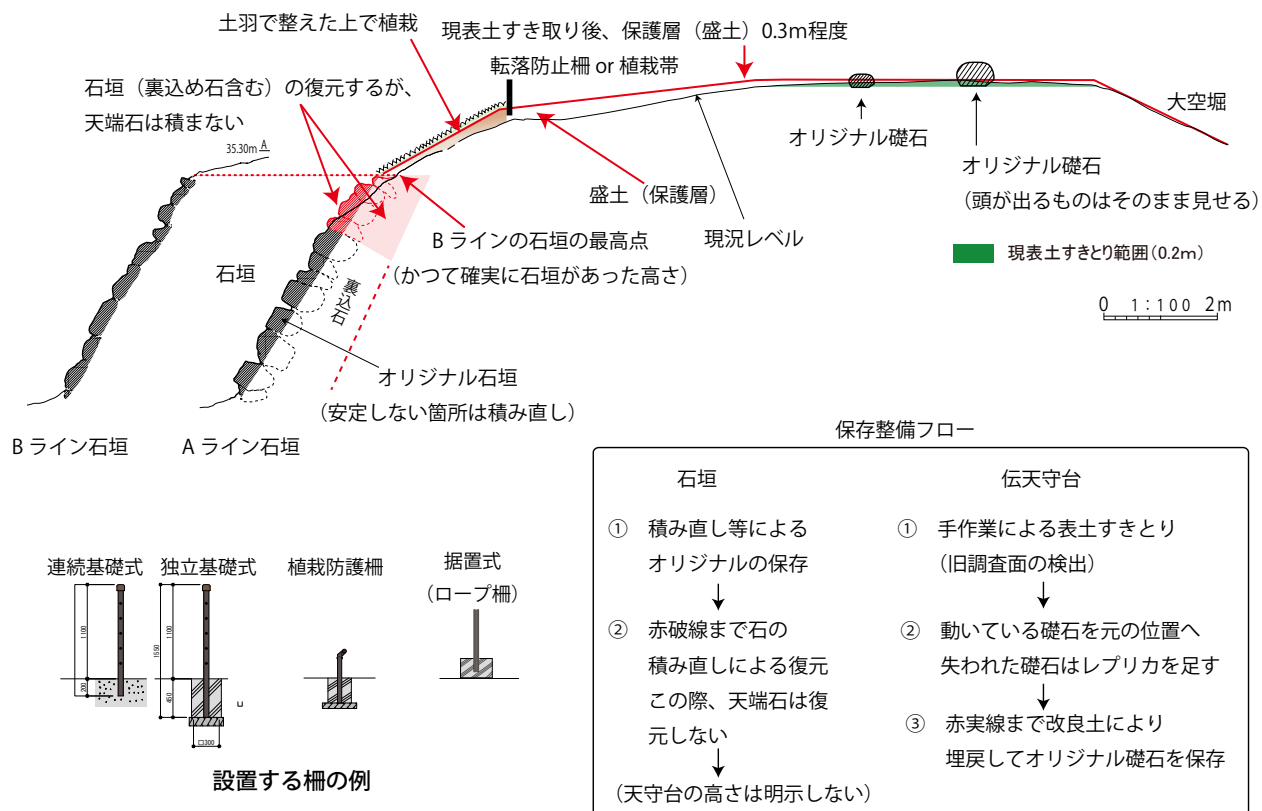 土羽で整えた上で植栽
現表土すき取り後、保護層（盛土）0.3m程度
転落防止柵 or 植栽帯
石垣（裏込め石含む）の復元するが、
天端石は積まない
大空堀
オリジナル礎石
オリジナル礎石
（頭が出るものはそのまま見せる）
35.30m A
盛土（保護層）
現況レベル
B ラインの石垣の最高点
（かつて確実に石垣があった高さ）
現表土すきとり範囲（0.2m）
石垣
裏込石
0 1:100 2m
オリジナル石垣
（安定しない箇所は積み直し）
B ライン石垣
A ライン石垣
保存整備フロー
石垣
① 積み直し等による
オリジナルの保存
② 赤破線まで石の
積み直しによる復元
この際、天端石は復
元しない
（天守台の高さは明示しない）
伝天守台
① 手作業による表土すきとり
（旧調査面の検出）
② 動いている礎石を元の位置へ
失われた礎石はレプリカを足す
③ 赤実線まで改良土により
埋戻してオリジナル礎石を保存
連続基礎式
独立基礎式
植栽防護柵
据置式
（ロープ柵）
1100
200
1550
1100
450
□300
設置する柵の例